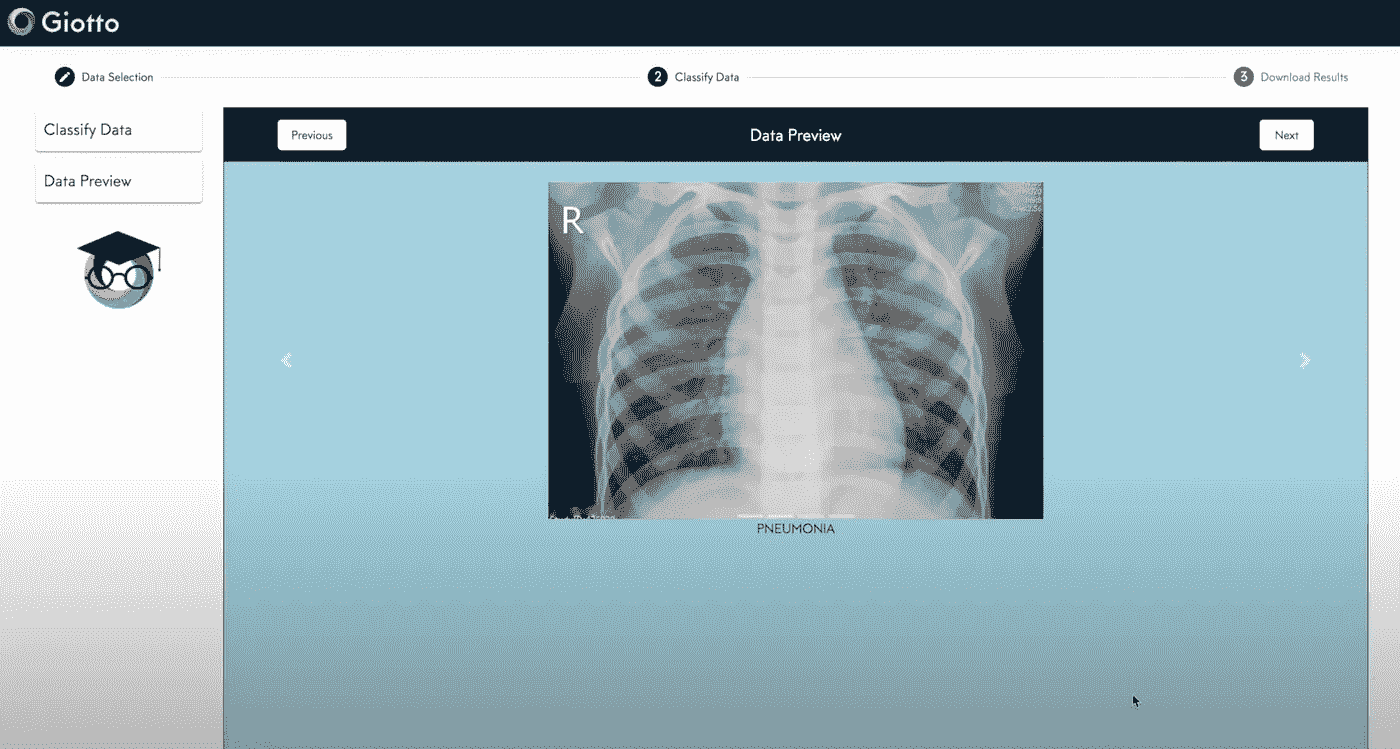 Giotto
Data Selection
2 Classify Data
3 Download Results
Classify Data
Data Preview
Previous
Data Preview
Next
R
PNEUMONIA